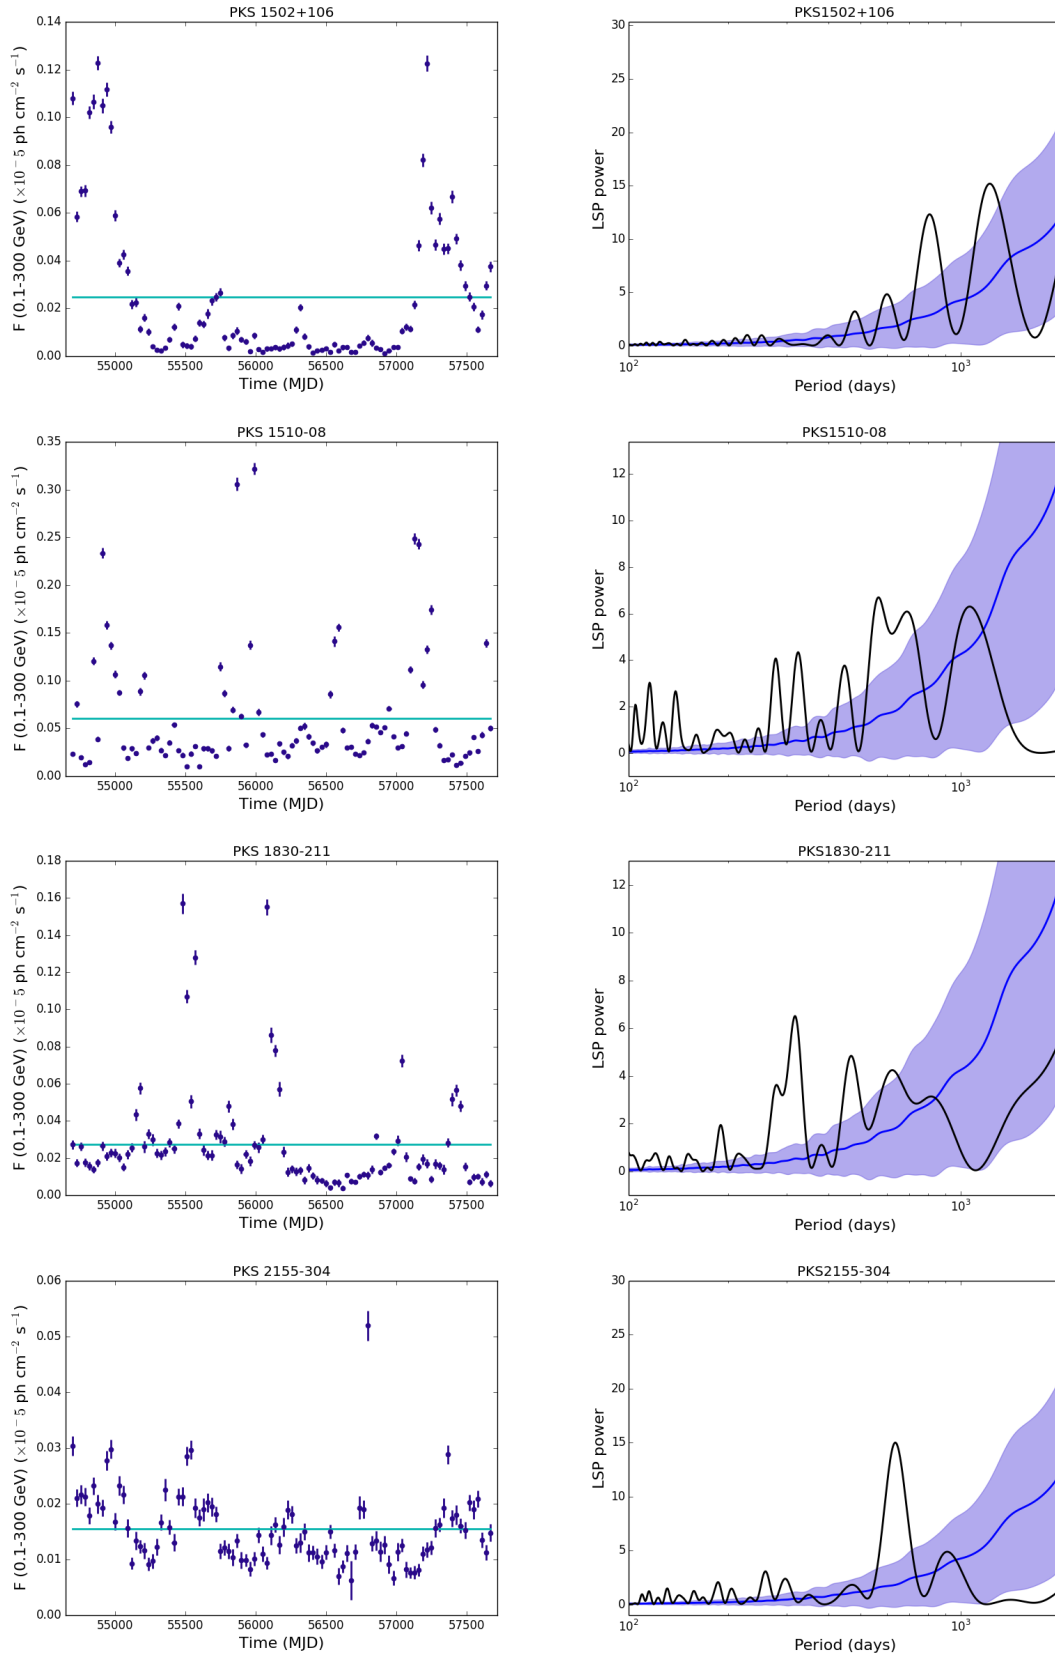 PKS 1502+106
0.14
0.12
0.10
0.08
0.06
0.04
0.02
0.00
F (0.1-300 GeV) (×10⁻5 ph cm⁻² s⁻¹)
55000 55500 56000 56500 57000 57500
Time (MJD)
PKS1502+106
30
25
20
15
10
5
0
LSP power
10² 10³
Period (days)
PKS 1510-08
0.35
0.30
0.25
0.20
0.15
0.10
0.05
0.00
F (0.1-300 GeV) (×10⁻5 ph cm⁻² s⁻¹)
55000 55500 56000 56500 57000 57500
Time (MJD)
PKS1510-08
12
10
8
6
4
2
0
LSP power
10² 10³
Period (days)
PKS 1830-211
0.18
0.16
0.14
0.12
0.10
0.08
0.06
0.04
0.02
0.00
F (0.1-300 GeV) (×10⁻5 ph cm⁻² s⁻¹)
55000 55500 56000 56500 57000 57500
Time (MJD)
PKS1830-211
12
10
8
6
4
2
0
LSP power
10² 10³
Period (days)
PKS 2155-304
0.06
0.05
0.04
0.03
0.02
0.01
0.00
F (0.1-300 GeV) (×10⁻5 ph cm⁻² s⁻¹)
55000 55500 56000 56500 57000 57500
Time (MJD)
PKS2155-304
30
25
20
15
10
5
0
LSP power
10² 10³
Period (days)